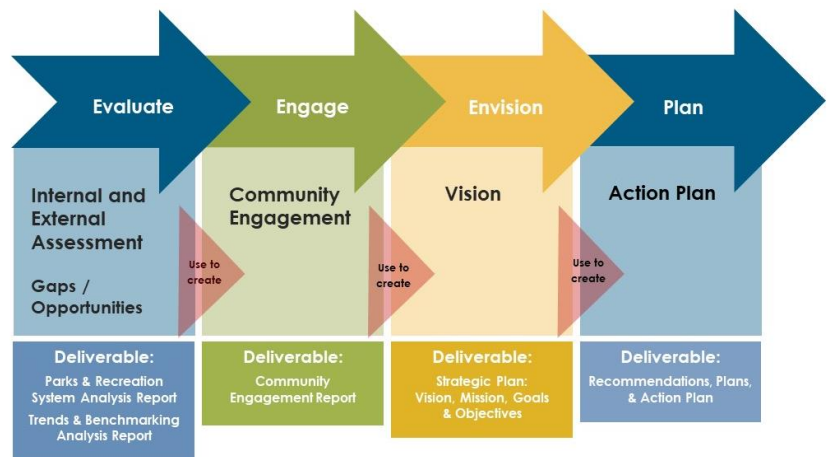 Evaluate
Engage
Envision
Plan
Internal and
External
Assessment
Gaps /
Opportunities
Use to
create
Community
Engagement
Use to
create
Vision
Use to
create
Action Plan
Deliverable:
Parks & Recreation
System Analysis Report
Trends & Benchmarking
Analysis Report
Deliverable:
Community
Engagement Report
Deliverable:
Strategic Plan:
Vision, Mission, Goals
& Objectives
Deliverable:
Recommendations, Plans,
& Action Plan